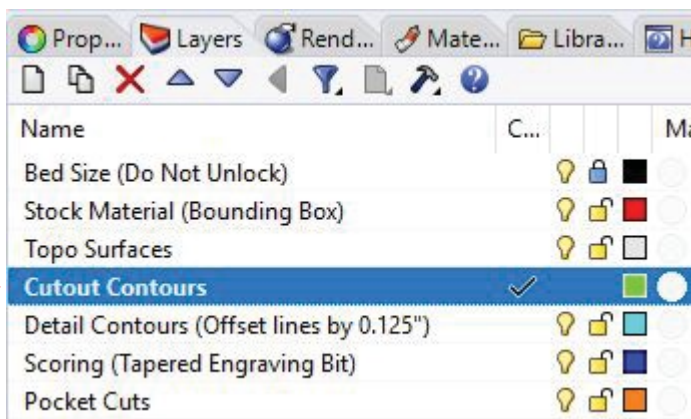 Prop... Layers Rend... Mate... Libra... H
Name C... Ma
Bed Size (Do Not Unlock)
Stock Material (Bounding Box)
Topo Surfaces
Cutout Contours
Detail Contours (Offset lines by 0.125")
Scoring (Tapered Engraving Bit)
Pocket Cuts